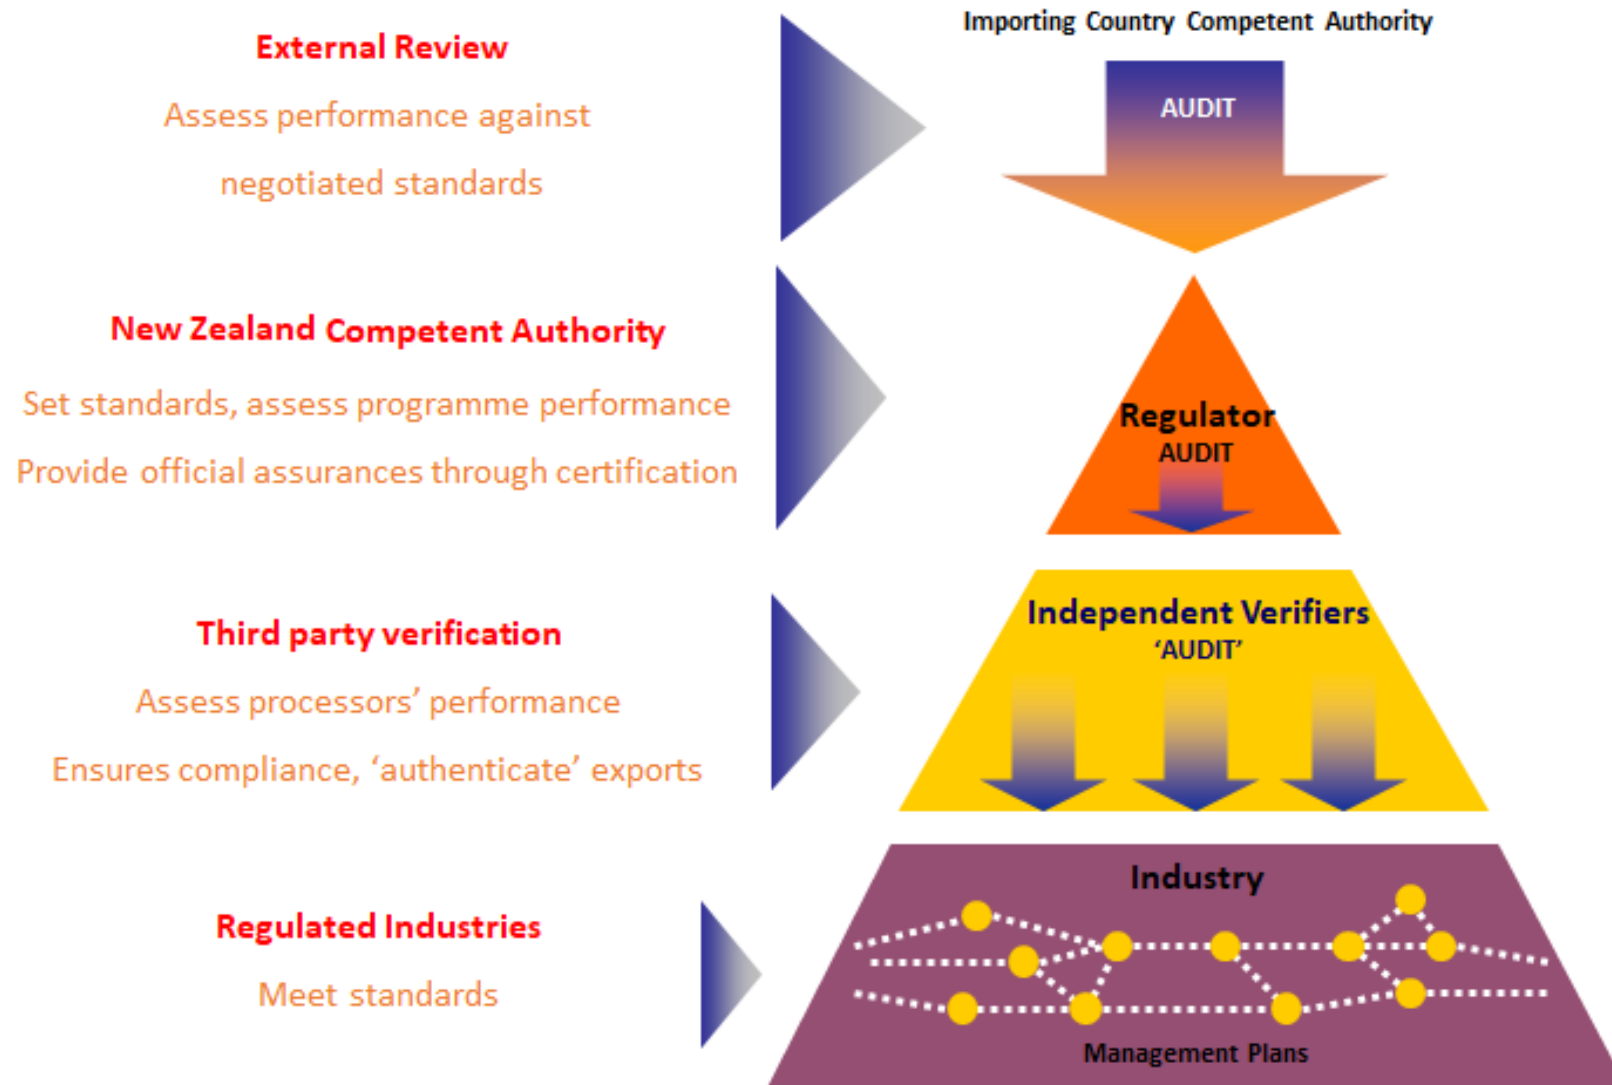 Importing Country Competent Authority
External Review
Assess performance against
negotiated standards
AUDIT
New Zealand Competent Authority
Set standards, assess programme performance
Provide official assurances through certification
Regulator
AUDIT
Third party verification
Assess processors’ performance
Ensures compliance, ‘authenticate’ exports
Independent Verifiers
‘AUDIT’
Regulated Industries
Meet standards
Industry
Management Plans